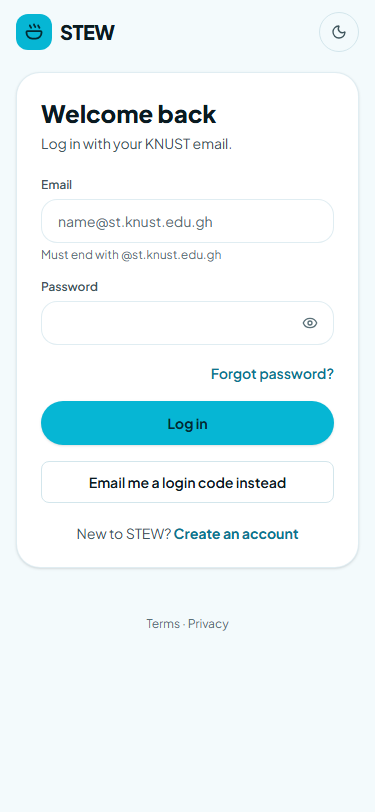 STEW
Welcome back
Log in with your KNUST email.
Email
name@st.knust.edu.gh
Must end with @st.knust.edu.gh
Password
Forgot password?
Log in
Email me a login code instead
New to STEW? Create an account
Terms · Privacy